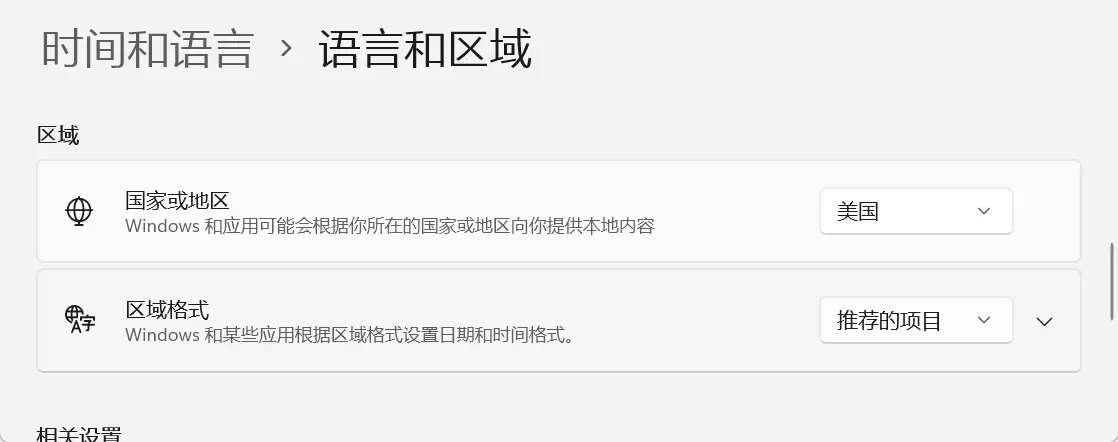 时间和语言 › 语言和区域
区域
国家或地区
Windows 和应用可能会根据你所在的国家或地区向你提供本地内容
美国
区域格式
Windows 和某些应用根据区域格式设置日期和时间格式。
推荐的项目
相关设置